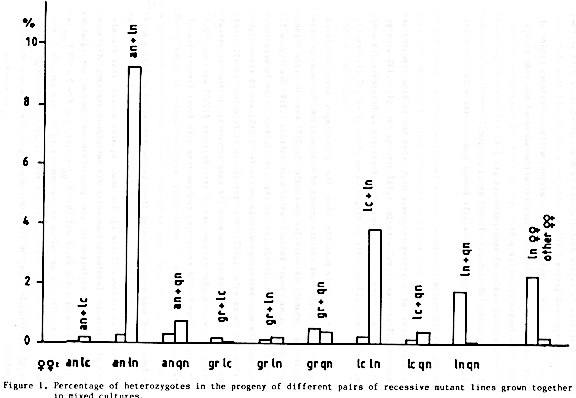 %
10
8
6
4
2
0
an+lc
an+ln
an+qn
gr+lc
gr+ln
gr+qn
lc+ln
lc+qn
ln+qn
ln ♀♀
other ♀♀
♀♀: an lc an ln an qn gr lc gr ln gr qn lc ln lc qn ln qn
Figure 1. Percentage of heterozygotes in the progeny of different pairs of recessive mutant lines grown together
in mixed cultures.